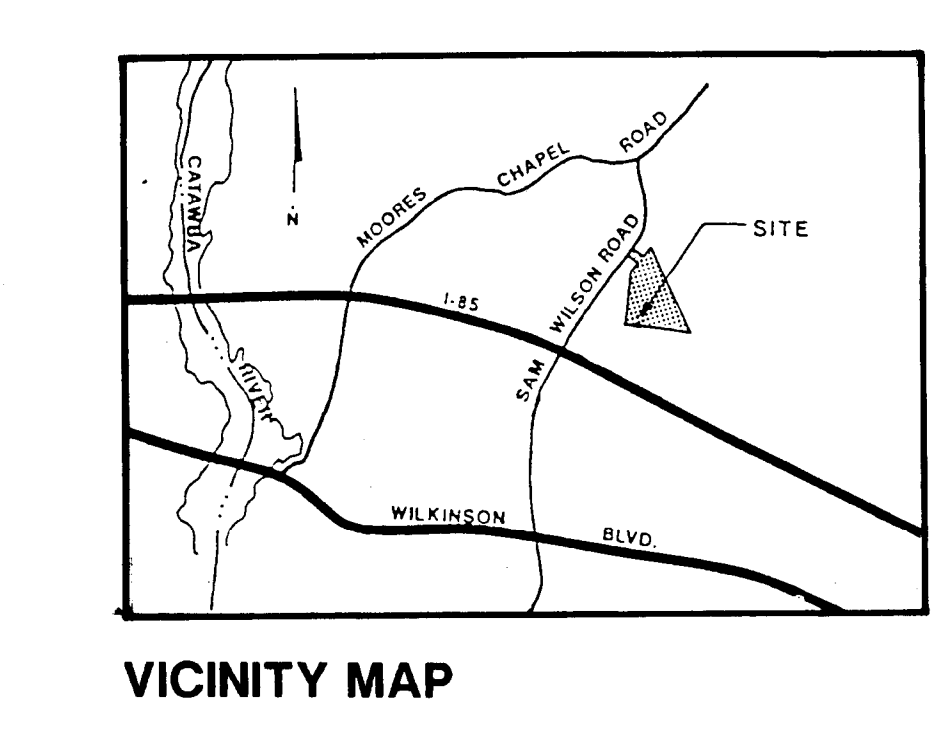 MOORES CHAPEL ROAD
CATAWBA RIVER
N
SITE
SAM WILSON ROAD
I-85
WILKINSON BLVD.
VICINITY MAP